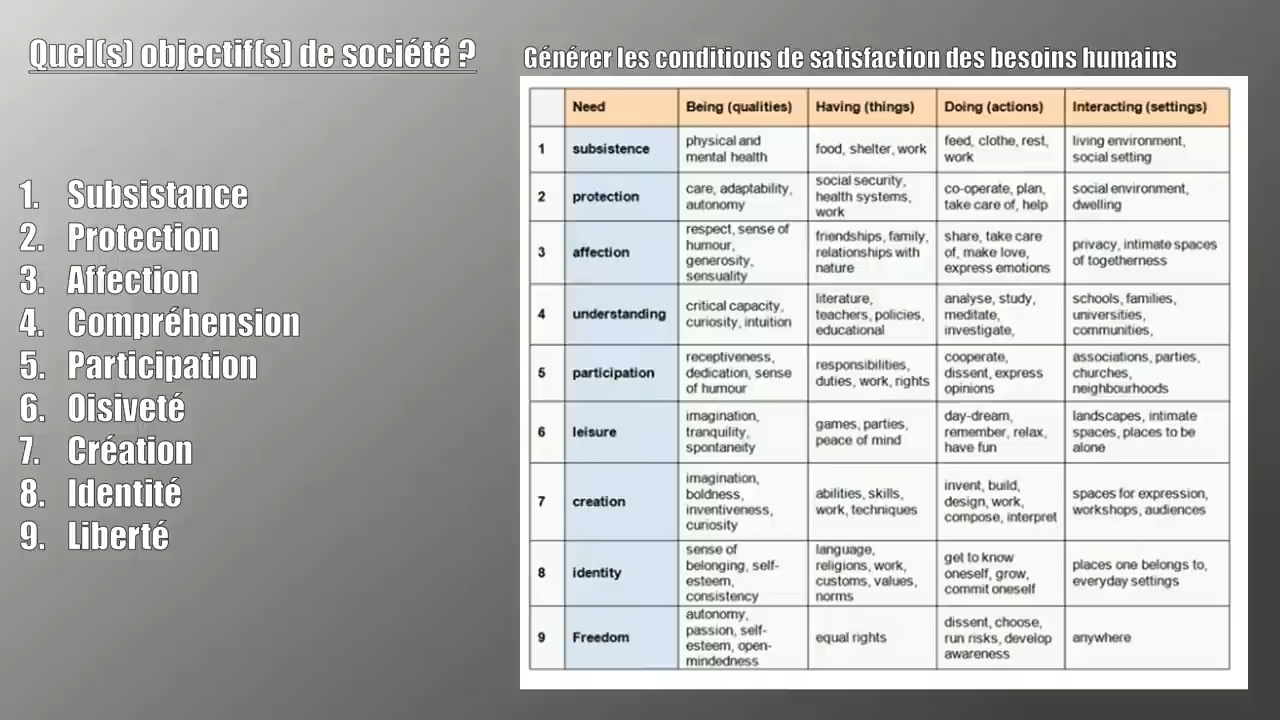 Quel(s) objectif(s) de société ?
Générer les conditions de satisfaction des besoins humains
1. Subsistance
2. Protection
3. Affection
4. Compréhension
5. Participation
6. Oisiveté
7. Création
8. Identité
9. Liberté
Need
Being (qualities)
Having (things)
Doing (actions)
Interacting (settings)
1
subsistence
physical and
mental health
food, shelter, work
feed, clothe, rest,
work
living environment,
social setting
2
protection
care, adaptability,
autonomy
social security,
health systems,
work
co-operate, plan,
take care of, help
social environment,
dwelling
3
affection
respect, sense of
humour,
generosity,
sensuality
friendships, family,
relationships with
nature
share, take care
of, make love,
express emotions
privacy, intimate spaces
of togetherness
4
understanding
critical capacity,
curiosity, intuition
literature,
teachers, policies,
educational
analyse, study,
meditate,
investigate,
schools, families,
universities,
communities,
5
participation
receptiveness,
dedication, sense
of humour
responsibilities,
duties, work, rights
cooperate,
dissent, express
opinions
associations, parties,
churches,
neighbourhoods
6
leisure
imagination,
tranquility,
spontaneity
games, parties,
peace of mind
day-dream,
remember, relax,
have fun
landscapes, intimate
spaces, places to be
alone
7
creation
imagination,
boldness,
inventiveness,
curiosity
abilities, skills,
work, techniques
invent, build,
design, work,
compose, interpret
spaces for expression,
workshops, audiences
8
identity
sense of
belonging, self-
esteem,
consistency
language,
religions, work,
customs, values,
norms
get to know
oneself, grow,
commit oneself
places one belongs to,
everyday settings
9
Freedom
autonomy,
passion, self-
esteem, open-
mindedness
equal rights
dissent, choose,
run risks, develop
awareness
anywhere